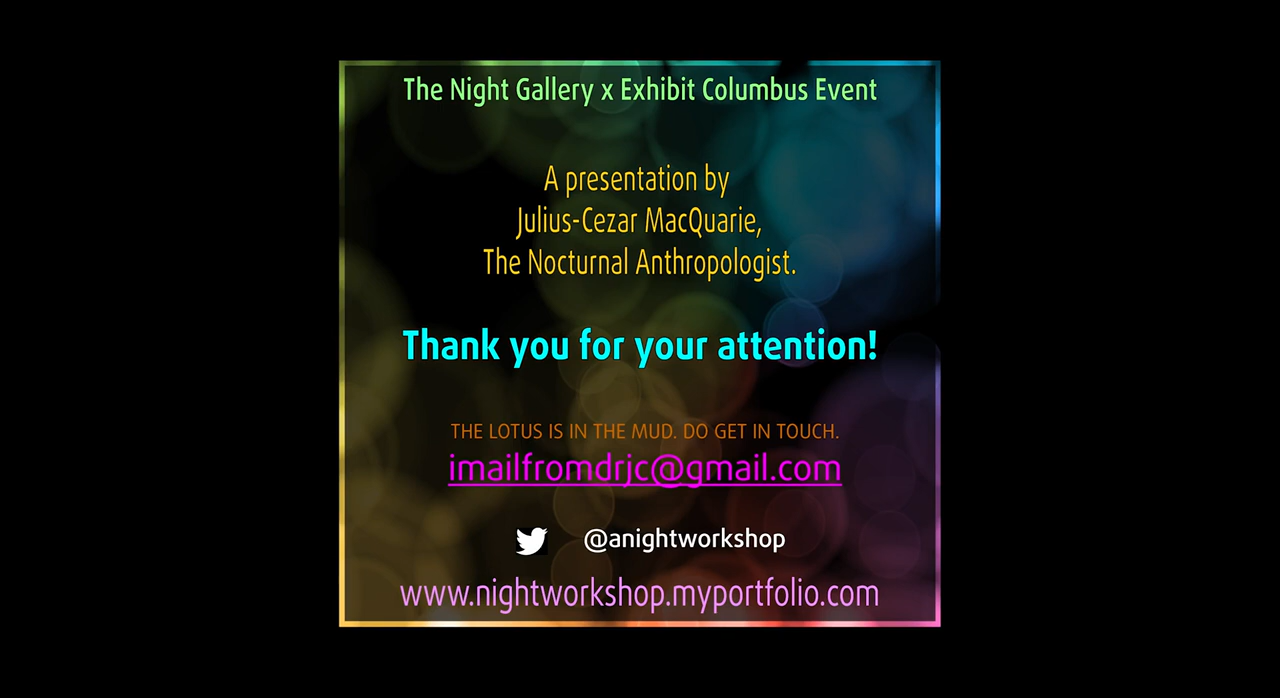 The Night Gallery x Exhibit Columbus Event
A presentation by
Julius-Cezar MacQuarie,
The Nocturnal Anthropologist.
Thank you for your attention!
THE LOTUS IS IN THE MUD. DO GET IN TOUCH.
imailfromdrjc@gmail.com
@anightworkshop
www.nightworkshop.myportfolio.com